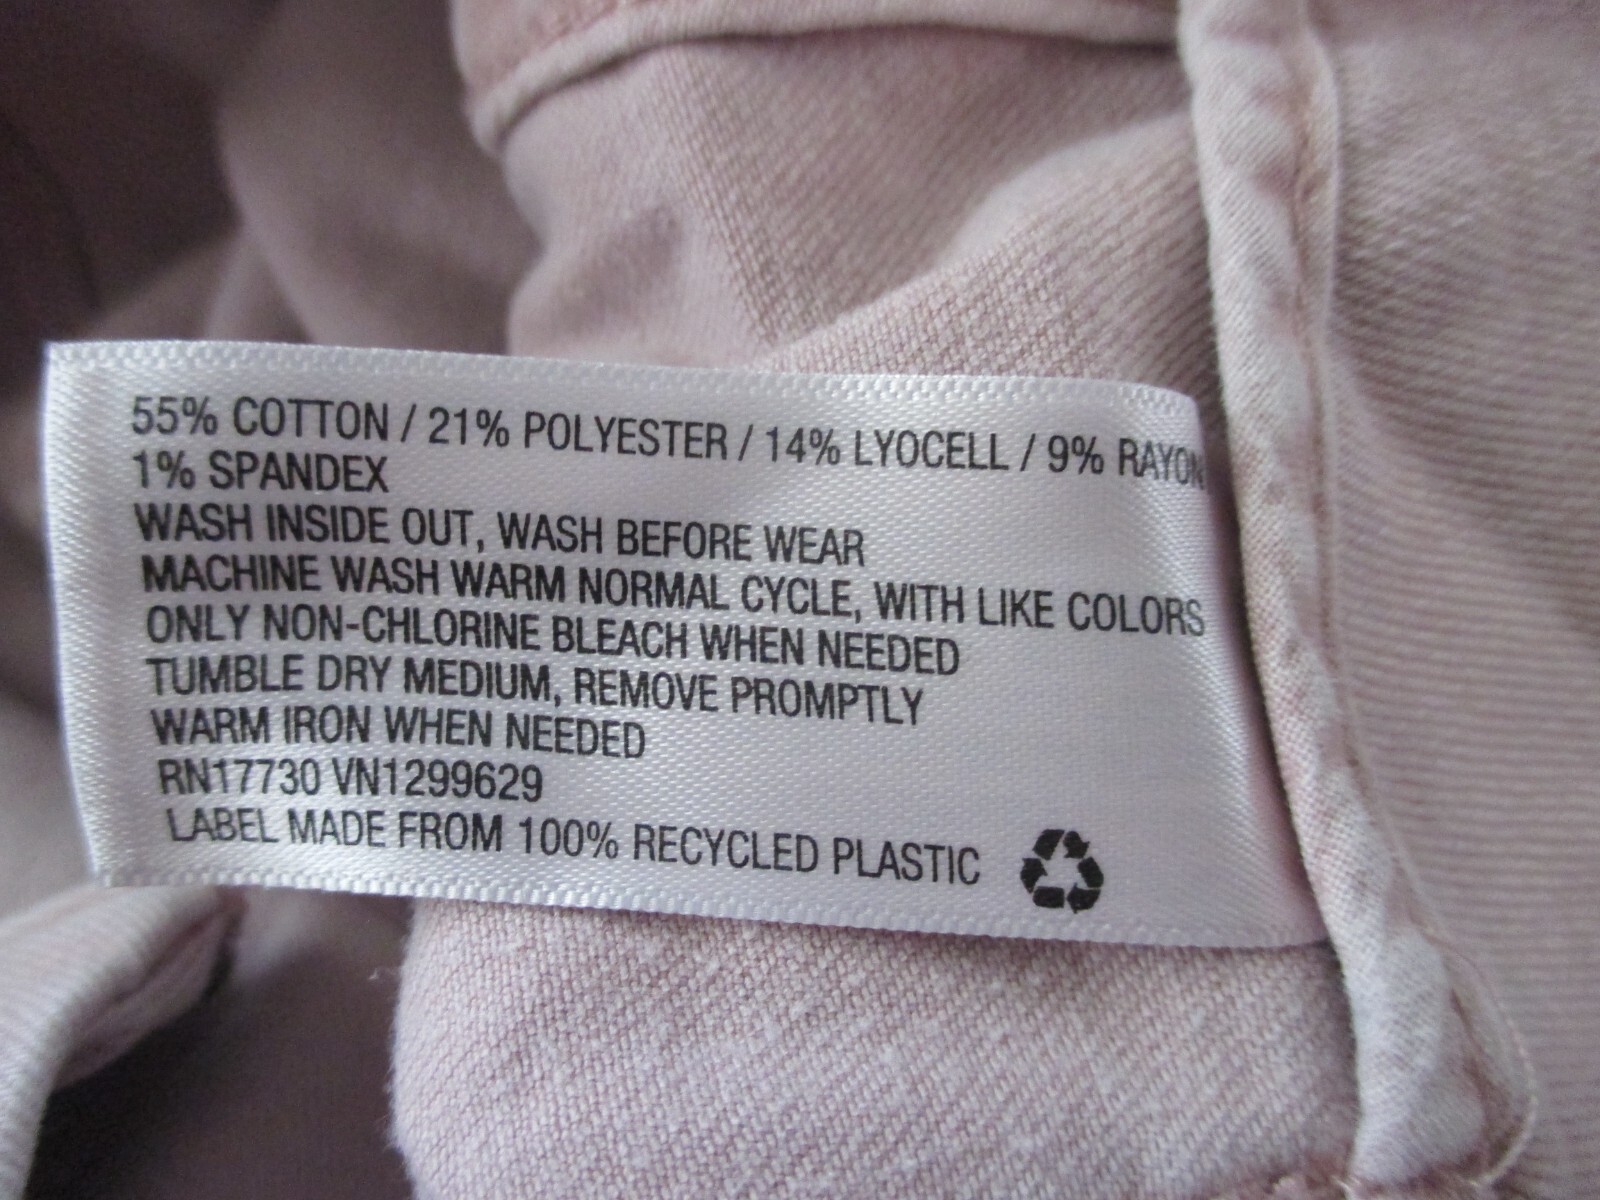 55% COTTON / 21% POLYESTER / 14% LYOCELL / 9% RAYON
1% SPANDEX
WASH INSIDE OUT, WASH BEFORE WEAR
MACHINE WASH WARM NORMAL CYCLE, WITH LIKE COLORS
ONLY NON-CHLORINE BLEACH WHEN NEEDED
TUMBLE DRY MEDIUM, REMOVE PROMPTLY
WARM IRON WHEN NEEDED
RN17730 VN1299629
LABEL MADE FROM 100% RECYCLED PLASTIC